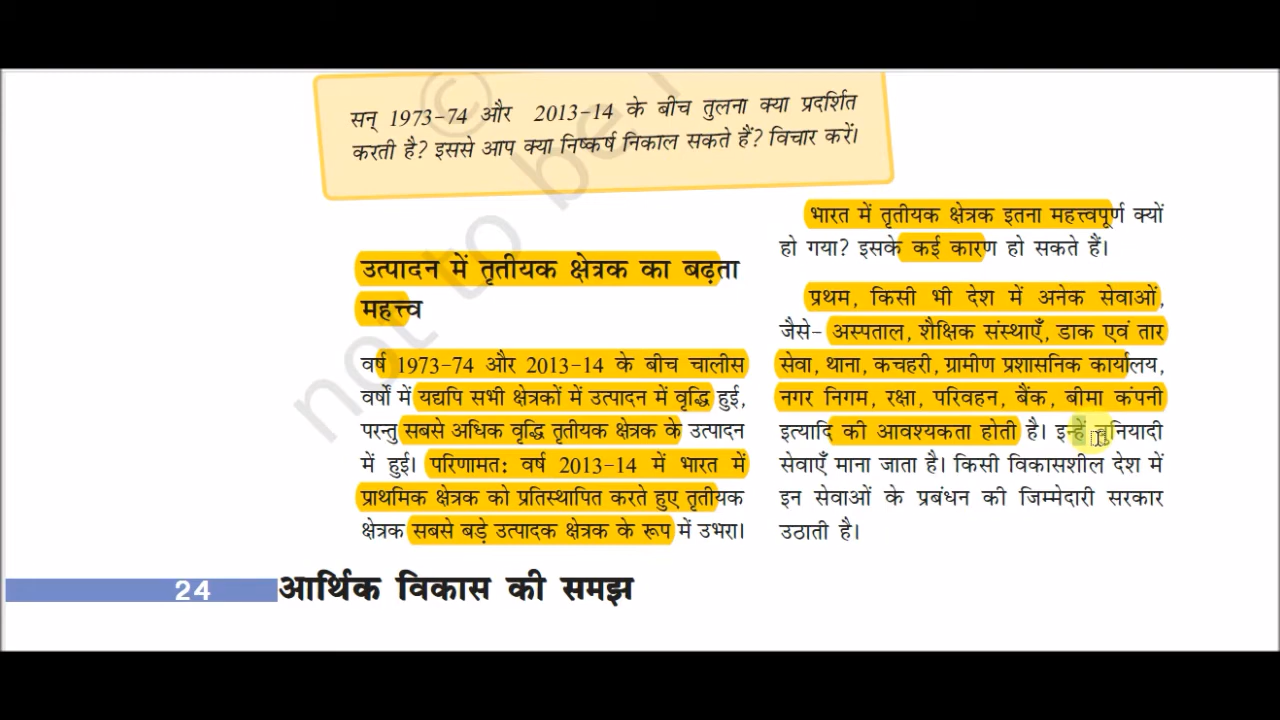 सन् 1973-74 और 2013-14 के बीच तुलना क्या प्रदर्शित
करती है? इससे आप क्या निष्कर्ष निकाल सकते हैं? विचार करें।
उत्पादन में तृतीयक क्षेत्रक का बढ़ता
महत्त्व
वर्ष 1973-74 और 2013-14 के बीच चालीस
वर्षों में यद्यपि सभी क्षेत्रकों में उत्पादन में वृद्धि हुई,
परन्तु सबसे अधिक वृद्धि तृतीयक क्षेत्रक के उत्पादन
में हुई। परिणामतः वर्ष 2013-14 में भारत में
प्राथमिक क्षेत्रक को प्रतिस्थापित करते हुए तृतीयक
क्षेत्रक सबसे बड़े उत्पादक क्षेत्रक के रूप में उभरा।
भारत में तृतीयक क्षेत्रक इतना महत्त्वपूर्ण क्यों
हो गया? इसके कई कारण हो सकते हैं।
प्रथम, किसी भी देश में अनेक सेवाओं,
जैसे- अस्पताल, शैक्षिक संस्थाएँ, डाक एवं तार
सेवा, थाना, कचहरी, ग्रामीण प्रशासनिक कार्यालय,
नगर निगम, रक्षा, परिवहन, बैंक, बीमा कंपनी
इत्यादि की आवश्यकता होती है। इन्हें बुनियादी
सेवाएँ माना जाता है। किसी विकासशील देश में
इन सेवाओं के प्रबंधन की जिम्मेदारी सरकार
उठाती है।
24 आर्थिक विकास की समझ
© not to be r